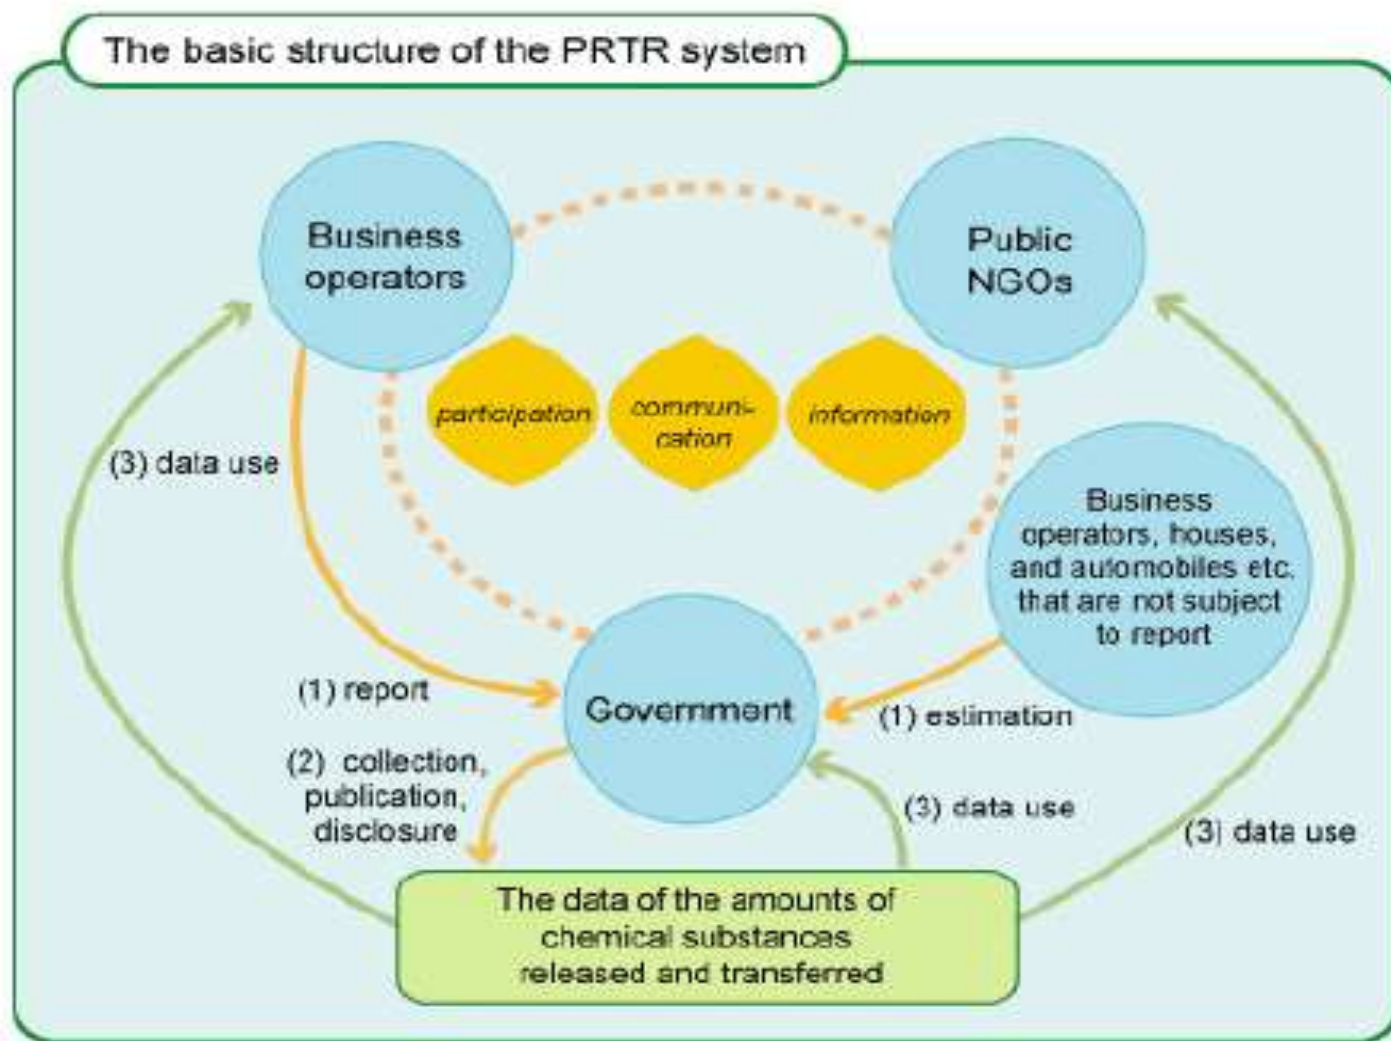 The basic structure of the PRTR system
Business
operators
Public
NGOs
participation
communi-
cation
information
(3) data use
Business
operators, houses,
and automobiles etc.
that are not subject
to report
(1) report
Government
(1) estimation
(2) collection,
publication,
disclosure
(3) data use
(3) data use
The data of the amounts of
chemical substances
released and transferred